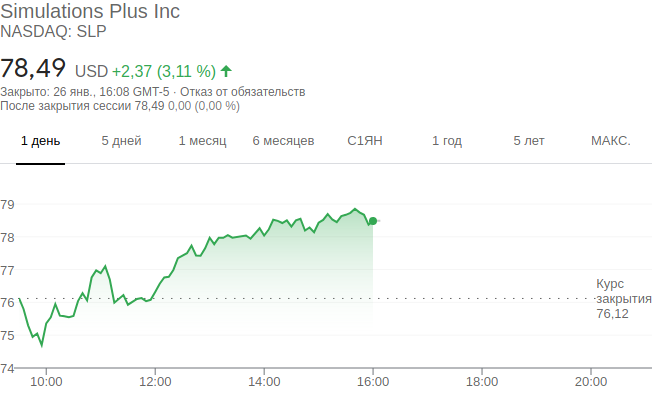 Simulations Plus Inc
NASDAQ: SLP
78,49 USD +2,37 (3,11 %)
Закрыто: 26 янв., 16:08 GMT-5 · Отказ от обязательств
После закрытия сессии 78,49 0,00 (0,00 %)
1 день 5 дней 1 месяц 6 месяцев С1ЯН 1 год 5 лет МАКС.
79
78
77
76
75
74
Курс
закрытия
76,12
10:00 12:00 14:00 16:00 18:00 20:00